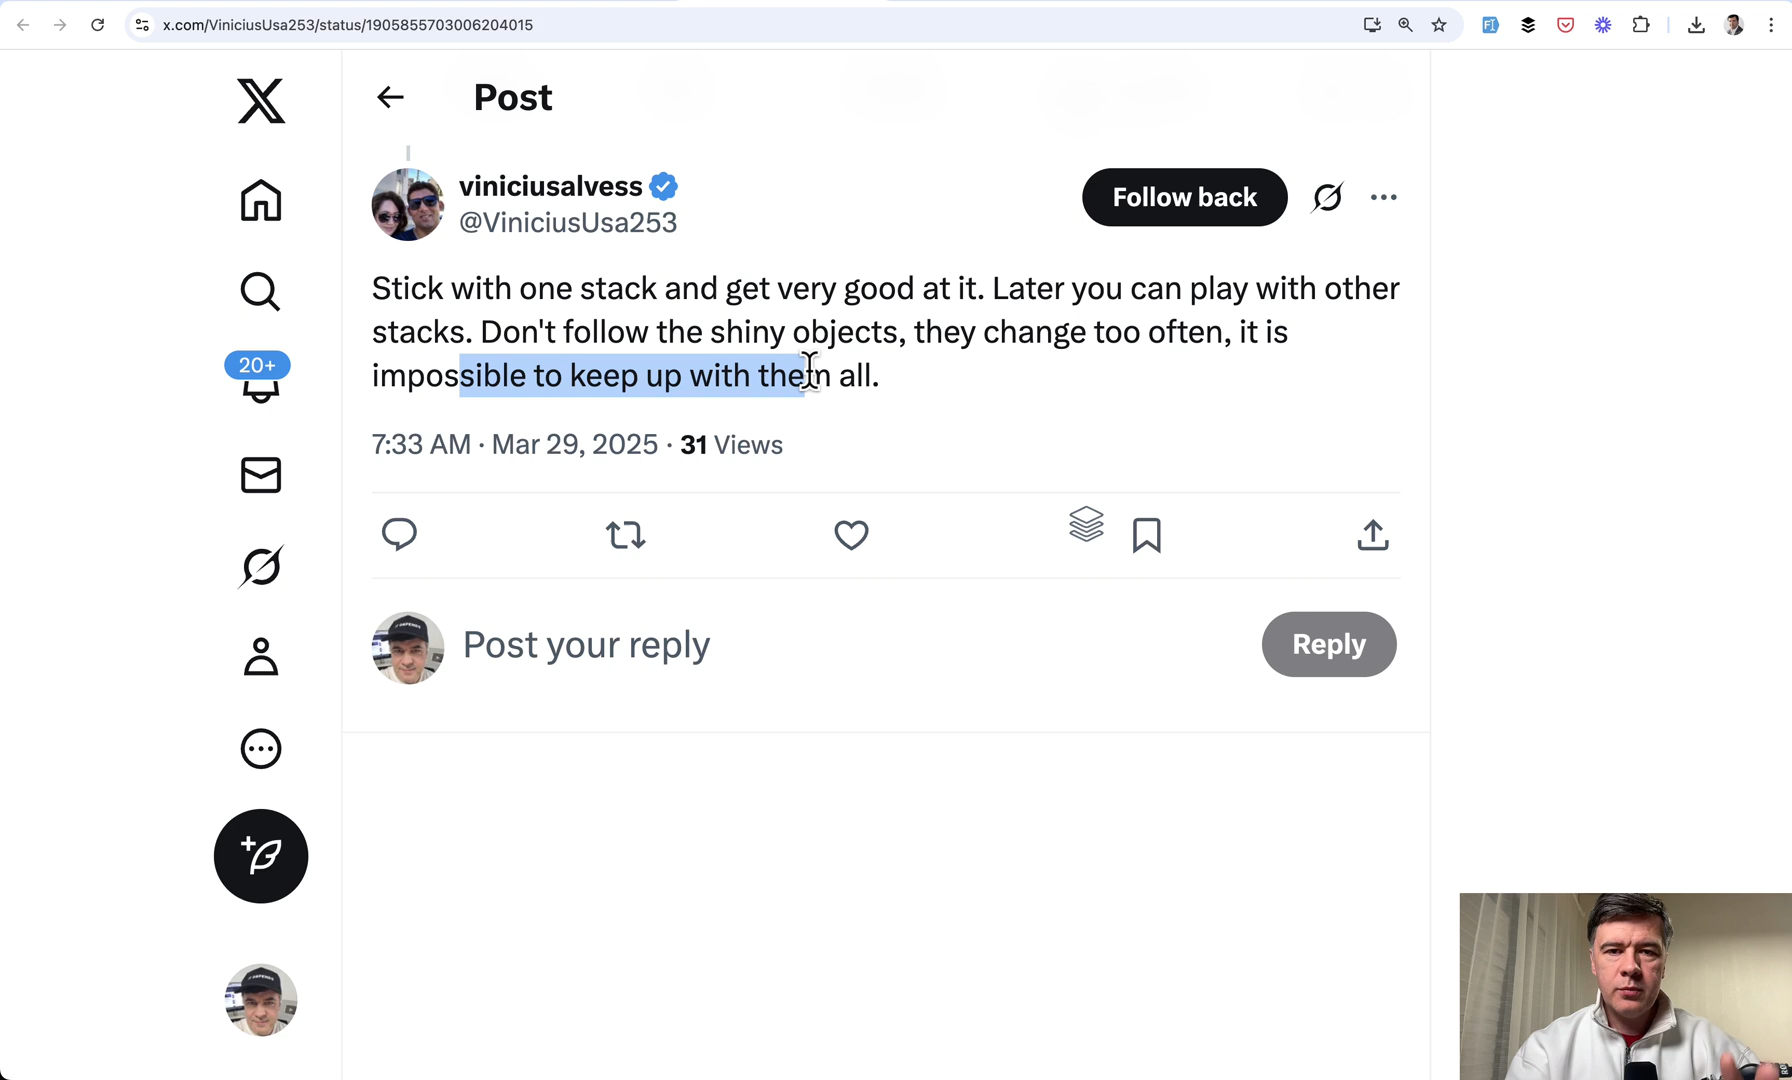 x.com/ViniciusUsa253/status/1905855703006204015
Post
viniciusalvess
@ViniciusUsa253
Follow back
Stick with one stack and get very good at it. Later you can play with other
stacks. Don't follow the shiny objects, they change too often, it is
impossible to keep up with them all.
7:33 AM · Mar 29, 2025 · 31 Views
20+
Post your reply
Reply